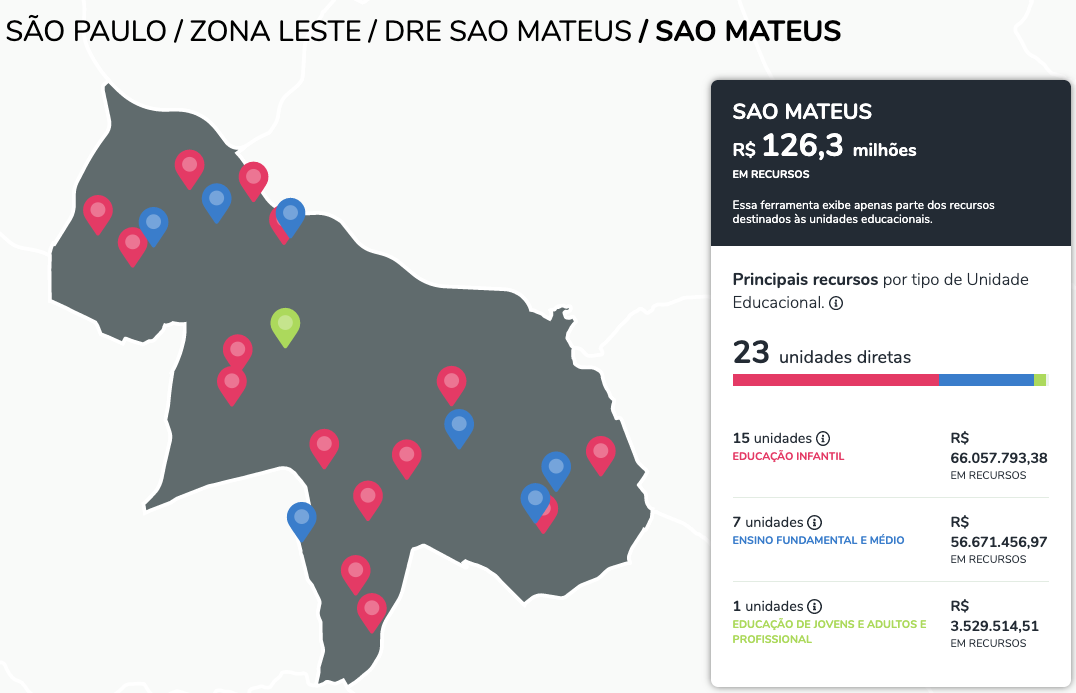 SÃO PAULO / ZONA LESTE / DRE SAO MATEUS / SAO MATEUS
SAO MATEUS
R$ 126,3 milhões
EM RECURSOS
Essa ferramenta exibe apenas parte dos recursos
destinados às unidades educacionais.
Principais recursos por tipo de Unidade
Educacional.
23 unidades diretas
15 unidades
EDUCAÇÃO INFANTIL
R$
66.057.793,38
EM RECURSOS
7 unidades
ENSINO FUNDAMENTAL E MÉDIO
R$
56.671.456,97
EM RECURSOS
1 unidades
EDUCAÇÃO DE JOVENS E ADULTOS E
PROFISSIONAL
R$
3.529.514,51
EM RECURSOS